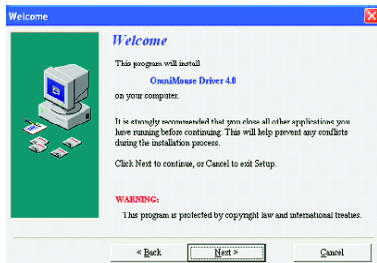 Welcome
Welcome
This program will install
OmniMouse Driver 4.0
on your computer.
It is strongly recommended that you close all other applications you
have running before continuing. This will help prevent any conflicts
during the installation process.
Click Next to continue, or Cancel to exit Setup.
WARNING:
This program is protected by copyright law and international treaties.
< Back Next > Cancel